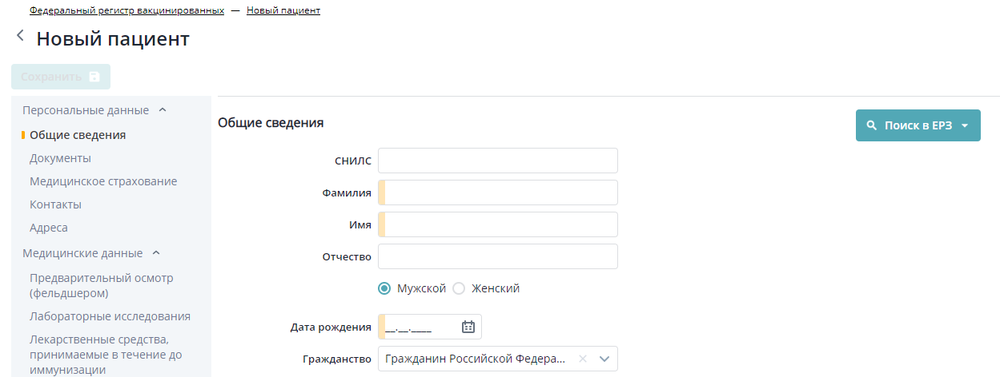 Федеральный регистр вакцинированных — Новый пациент
Новый пациент
Сохранить
Персональные данные
Общие сведения
Документы
Медицинское страхование
Контакты
Адреса
Медицинские данные
Предварительный осмотр
(фельдшером)
Лабораторные исследования
Лекарственные средства,
принимаемые в течение до
иммунизации
Общие сведения
Поиск в ЕРЗ
СНИЛС
Фамилия
Имя
Отчество
Мужской Женский
Дата рождения __.__.____
Гражданство Гражданин Российской Федера...